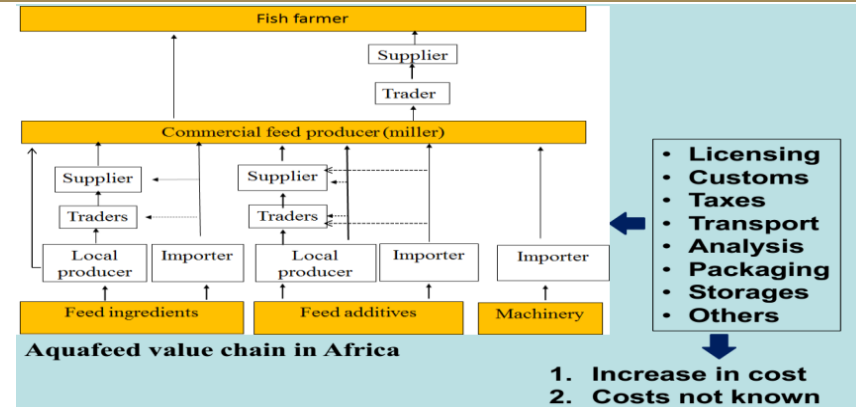 Fish farmer
Supplier
Trader
Commercial feed producer (miller)
Supplier
Supplier
Traders
Traders
Local
producer
Importer
Local
producer
Importer
Importer
Feed ingredients
Feed additives
Machinery
Aquafeed value chain in Africa
• Licensing
• Customs
• Taxes
• Transport
• Analysis
• Packaging
• Storages
• Others
1. Increase in cost
2. Costs not known